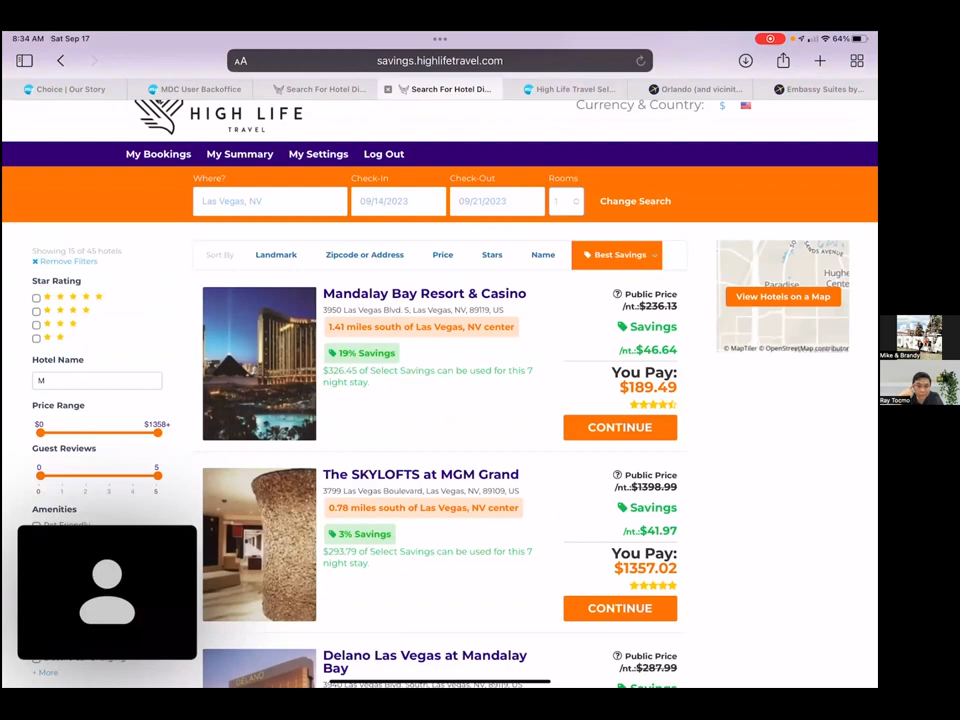 8:34 AM Sat Sep 17
64%
AA savings.highlifetravel.com
Choice | Our Story
MDC User Backoffice
Search For Hotel Di...
Search For Hotel Di...
High Life Travel Sel...
Orlando (and vicinit...
Embassy Suites by...
HIGH LIFE
TRAVEL
Currency & Country: $
My Bookings My Summary My Settings Log Out
Where? Check-In Check-Out Rooms
Las Vegas, NV 09/14/2023 09/21/2023 1 Change Search
Showing 15 of 45 hotels
✖ Remove Filters
Star Rating
Hotel Name
M
Price Range
$0 $1358+
Guest Reviews
0 5
0 1 2 3 4 5
Amenities
Pet Friendly
+ More
Sort By Landmark Zipcode or Address Price Stars Name Best Savings
Mandalay Bay Resort & Casino
3950 Las Vegas Blvd. S, Las Vegas, NV, 89119, US
1.41 miles south of Las Vegas, NV center
19% Savings
$326.45 of Select Savings can be used for this 7
night stay.
Public Price
/nt.:$236.13
Savings
/nt.:$46.64
You Pay:
$189.49
CONTINUE
The SKYLOFTS at MGM Grand
3799 Las Vegas Boulevard, Las Vegas, NV, 89109, US
0.78 miles south of Las Vegas, NV center
3% Savings
$293.79 of Select Savings can be used for this 7
night stay.
Public Price
/nt.:$1398.99
Savings
/nt.:$41.97
You Pay:
$1357.02
CONTINUE
Delano Las Vegas at Mandalay
Bay
3940 Las Vegas Blvd. South, Las Vegas, NV, 89119, US
Public Price
/nt.:$287.99
Savings
Paradise
Hughe
Cente
View Hotels on a Map
© MapTiler © OpenStreetMap contributor
Mike & Brandy
Ray Tocmo